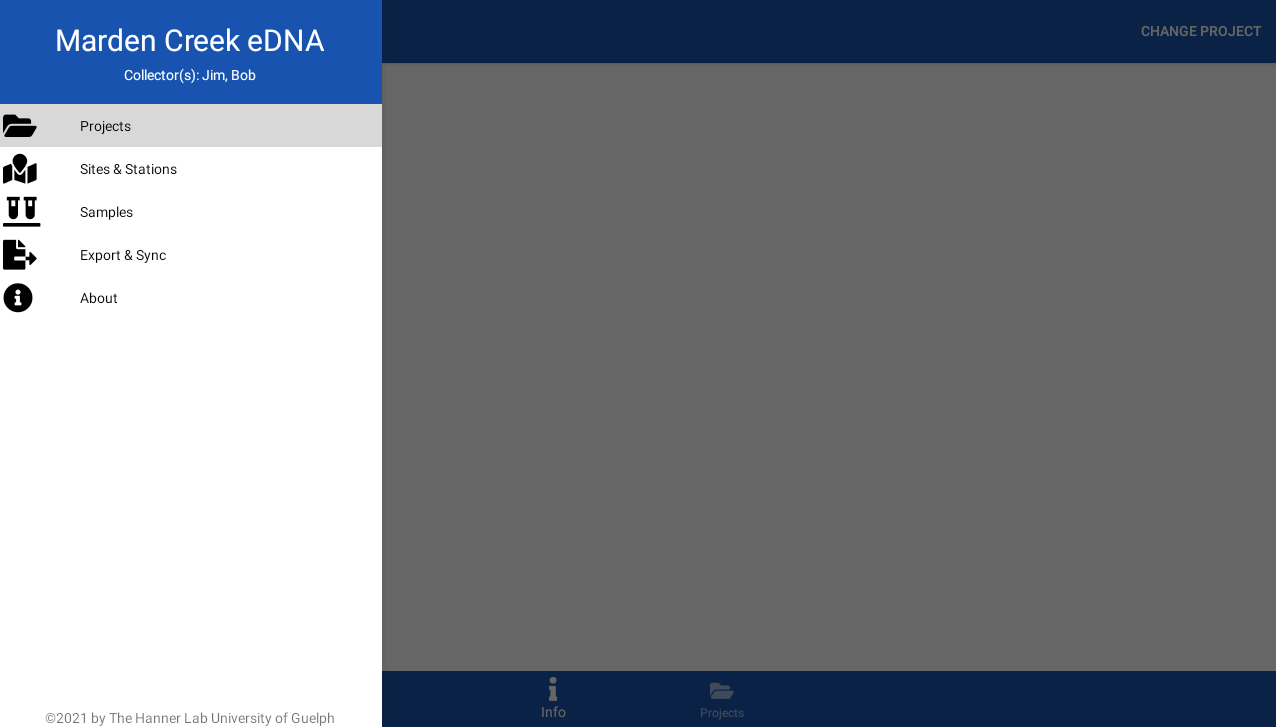 Marden Creek eDNA
Collector(s): Jim, Bob
CHANGE PROJECT
Projects
Sites & Stations
Samples
Export & Sync
About
Info
Projects
©2021 by The Hanner Lab University of Guelph